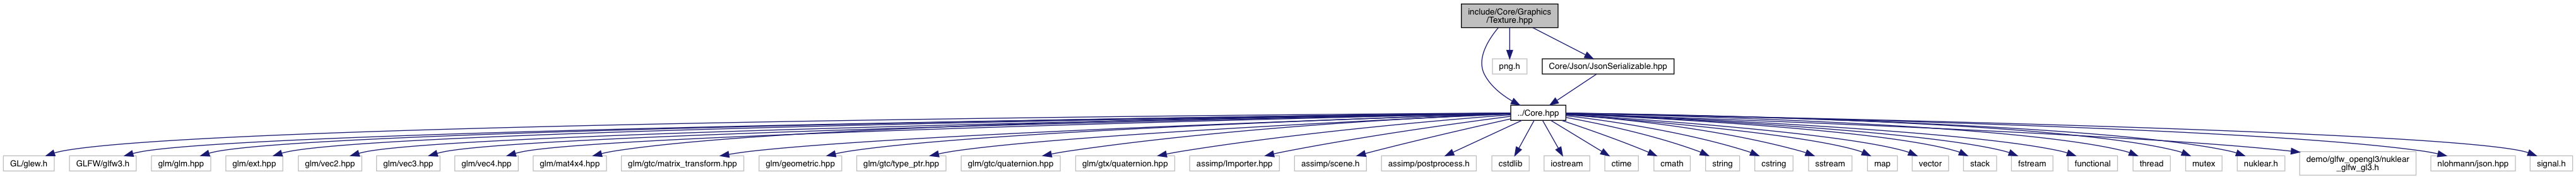 include/Core/Graphics
/Texture.hpp
png.h
Core/Json/JsonSerializable.hpp
../Core.hpp
GL/glew.h
GLFW/glfw3.h
glm/glm.hpp
glm/ext.hpp
glm/vec2.hpp
glm/vec3.hpp
glm/vec4.hpp
glm/mat4x4.hpp
glm/gtc/matrix_transform.hpp
glm/geometric.hpp
glm/gtc/type_ptr.hpp
glm/gtc/quaternion.hpp
glm/gtx/quaternion.hpp
assimp/Importer.hpp
assimp/scene.h
assimp/postprocess.h
cstdlib
iostream
ctime
cmath
string
cstring
sstream
map
vector
stack
fstream
functional
thread
mutex
nuklear.h
demo/glfw_opengl3/nuklear
_glfw_gl3.h
nlohmann/json.hpp
signal.h